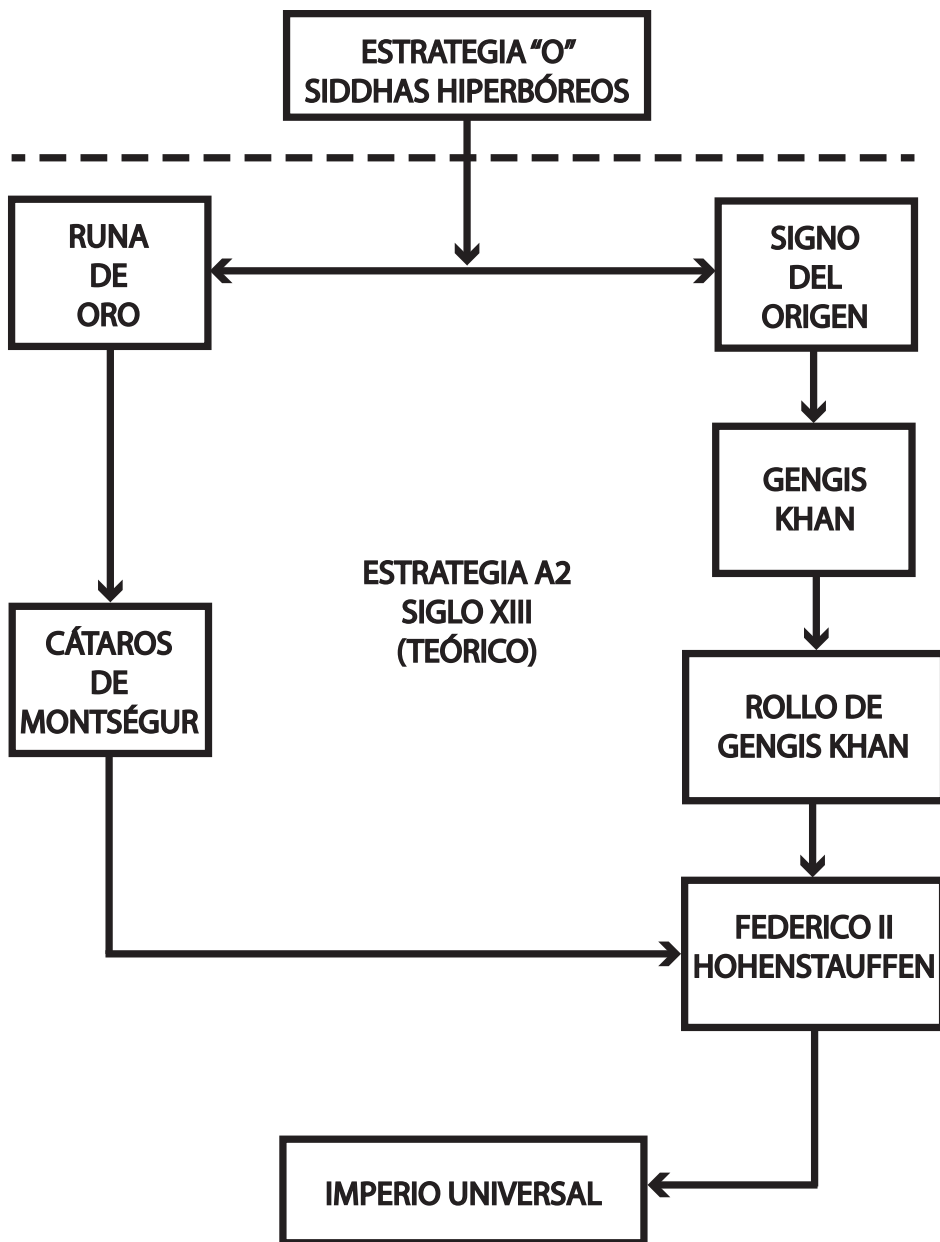 ESTRATEGIA “O”
SIDDHAS HIPERBÓREOS
RUNA
DE
ORO
SIGNO
DEL
ORIGEN
GENGIS
KHAN
ESTRATEGIA A2
SIGLO XIII
(TEÓRICO)
CÁTAROS
DE
MONTSÉGUR
ROLLO DE
GENGIS KHAN
FEDERICO II
HOHENSTAUFFEN
IMPERIO UNIVERSAL